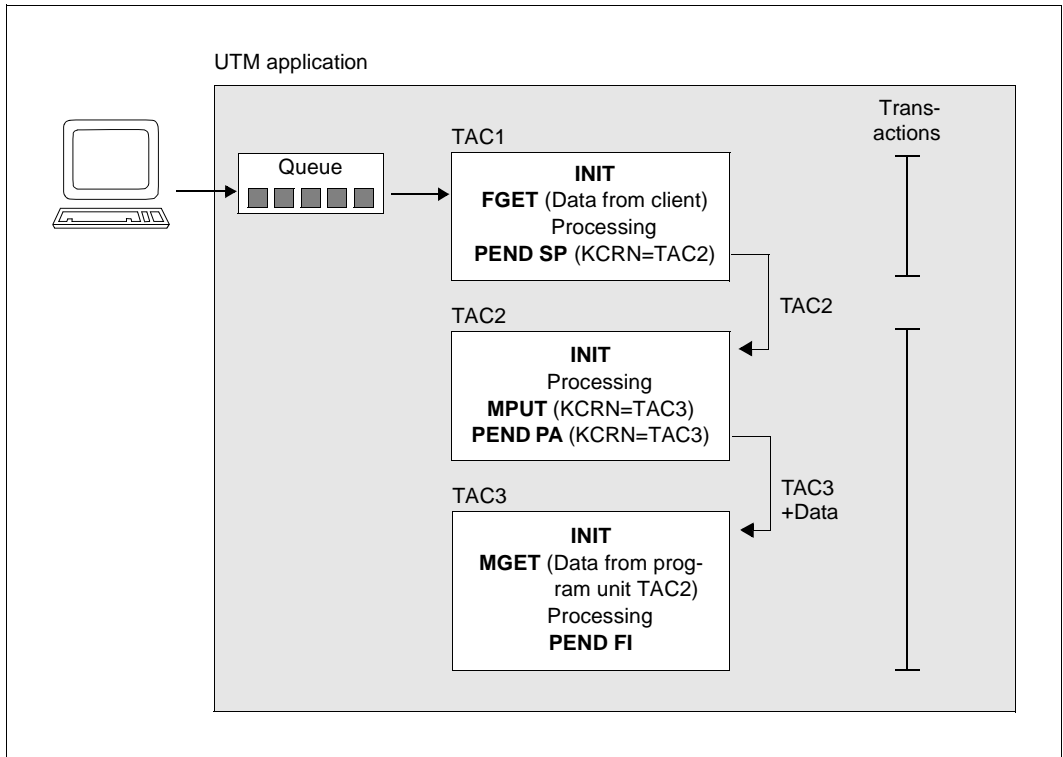 UTM application
Trans-
actions
Queue
TAC1
INIT
FGET (Data from client)
Processing
PEND SP (KCRN=TAC2)
TAC2
TAC2
INIT
Processing
MPUT (KCRN=TAC3)
PEND PA (KCRN=TAC3)
TAC3
+Data
TAC3
INIT
MGET (Data from prog-
ram unit TAC2)
Processing
PEND FI